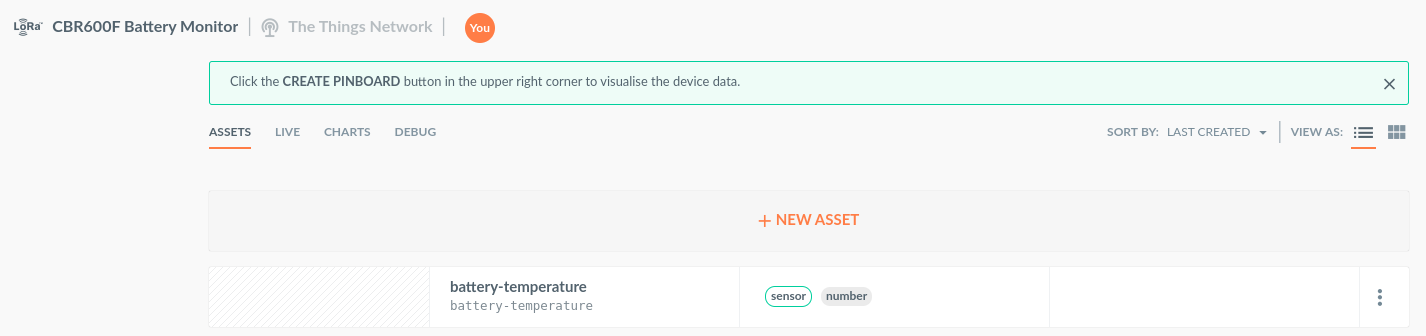 LoRa CBR600F Battery Monitor The Things Network You
Click the CREATE PINBOARD button in the upper right corner to visualise the device data.
ASSETS LIVE CHARTS DEBUG SORT BY: LAST CREATED VIEW AS:
+ NEW ASSET
battery-temperature
battery-temperature
sensor number